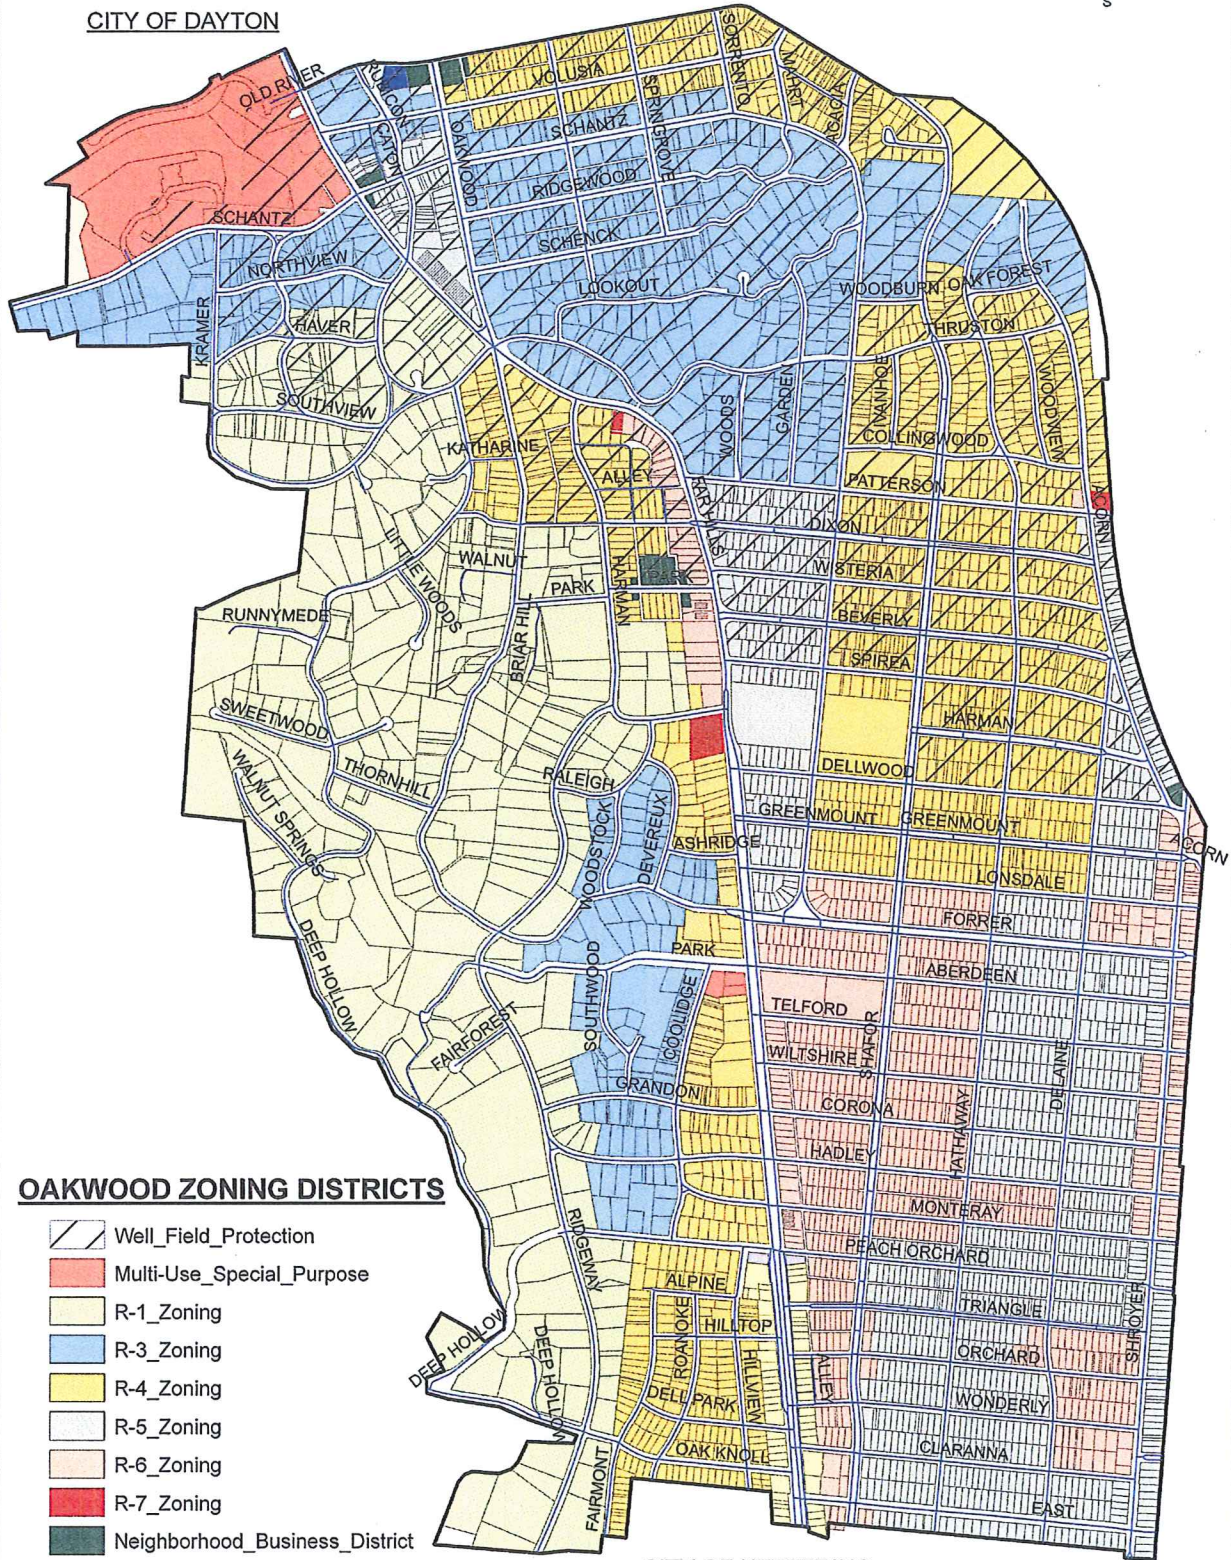 S
CITY OF DAYTON
OLD RIVER
RUBICON
CATON
OAKWOOD
VOLUSIA
SPRINGROVE
SORRENTO
MAHRT
ACACIA
SCHANTZ
RIDGEWOOD
SCHENCK
SCHANTZ
NORTHVIEW
LOOKOUT
WOODBURN
OAK FOREST
KRAMER
HAVER
THRUSTON
SOUTHVIEW
WOODS
GARDEN
IVANHOE
WOODVIEW
KATHARINE
COLLINGWOOD
ALLEY
PATTERSON
FAR HILLS
ACORN
DIXON
LITTLE WOODS
WALNUT
HARMAN
PARK
WISTERIA
PARK
RUNNYMEDE
BRIAR HILL
BEVERLY
SPIREA
SWEETWOOD
HARMAN
WALNUT SPRINGS
THORNHILL
RALEIGH
DELLWOOD
WOODSTOCK
DEVEREUX
GREENMOUNT
GREENMOUNT
ASHRIDGE
ACORN
LONSDALE
FORRER
DEEP HOLLOW
SOUTHWOOD
PARK
ABERDEEN
COOLIDGE
TELFORD
SHAFOR
FAIRFOREST
WILTSHIRE
DELAINE
GRANDON
CORONA
HATHAWAY
HADLEY
OAKWOOD ZONING DISTRICTS
MONTERAY
RIDGEWAY
PEACH ORCHARD
Well_Field_Protection
Multi-Use_Special_Purpose
R-1_Zoning
R-3_Zoning
R-4_Zoning
R-5_Zoning
R-6_Zoning
R-7_Zoning
Neighborhood_Business_District
ALPINE
TRIANGLE
SHROYER
DEEP HOLLOW
DEEP HOLLOW
ROANOKE
HILLTOP
HILLVIEW
ORCHARD
ALLEY
DELL PARK
WONDERLY
OAK KNOLL
CLARANNA
FAIRMONT
EAST